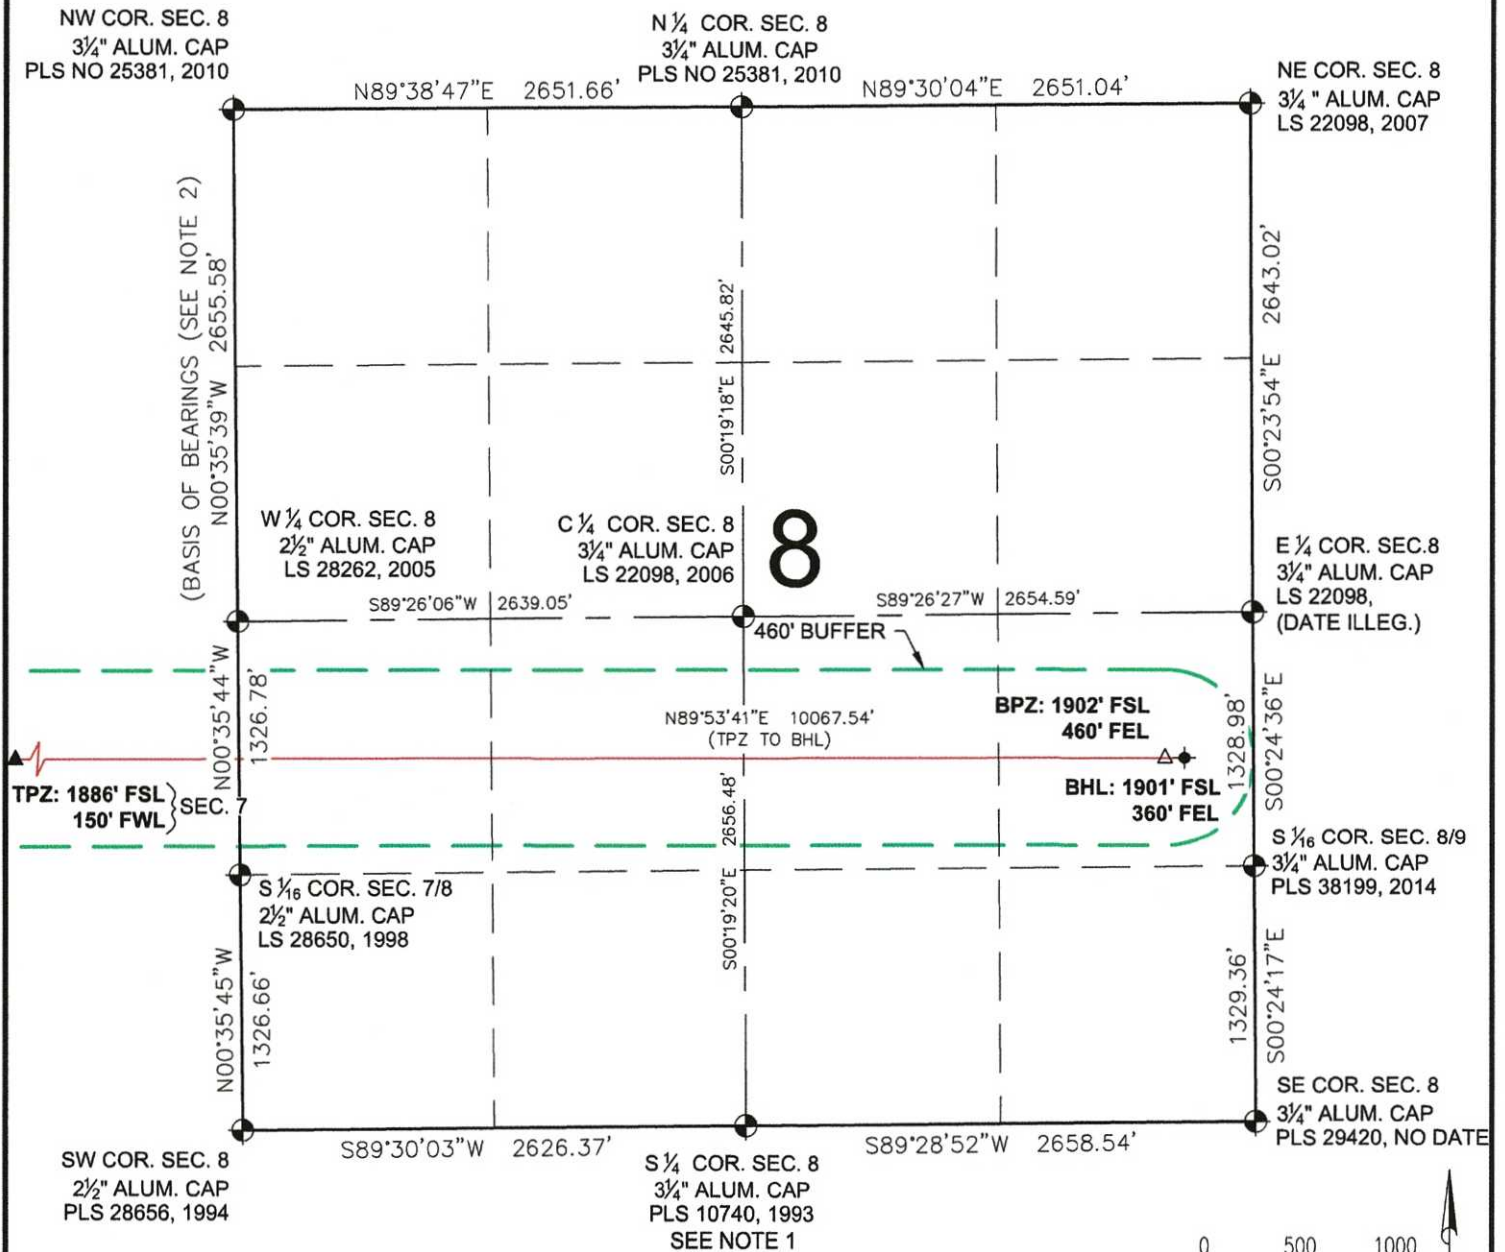 NW COR. SEC. 8
3¼" ALUM. CAP
PLS NO 25381, 2010
N ¼ COR. SEC. 8
3¼" ALUM. CAP
PLS NO 25381, 2010
NE COR. SEC. 8
3¼" ALUM. CAP
LS 22098, 2007
N89°38'47"E 2651.66'
N89°30'04"E 2651.04'
(BASIS OF BEARINGS (SEE NOTE 2)
N00°35'39"W 2655.58'
S00°19'18"E 2645.82'
S00°23'54"E 2643.02'
W ¼ COR. SEC. 8
2½" ALUM. CAP
LS 28262, 2005
C ¼ COR. SEC. 8
3¼" ALUM. CAP
LS 22098, 2006
8
E ¼ COR. SEC.8
3¼" ALUM. CAP
LS 22098,
(DATE ILLEG.)
S89°26'06"W 2639.05'
S89°26'27"W 2654.59'
460' BUFFER
N00°35'44"W
1326.78'
N89°53'41"E 10067.54'
(TPZ TO BHL)
BPZ: 1902' FSL
460' FEL
BHL: 1901' FSL
360' FEL
1328.98'
S00°24'36"E
TPZ: 1886' FSL
150' FWL
SEC. 7
S00°19'20"E 2656.48'
S 1⁄16 COR. SEC. 7/8
2½" ALUM. CAP
LS 28650, 1998
S 1⁄16 COR. SEC. 8/9
3¼" ALUM. CAP
PLS 38199, 2014
N00°35'45"W
1326.66'
1329.36'
S00°24'17"E
SW COR. SEC. 8
2½" ALUM. CAP
PLS 28656, 1994
S89°30'03"W 2626.37'
S ¼ COR. SEC. 8
3¼" ALUM. CAP
PLS 10740, 1993
SEE NOTE 1
S89°28'52"W 2658.54'
SE COR. SEC. 8
3¼" ALUM. CAP
PLS 29420, NO DATE
0 500 1000